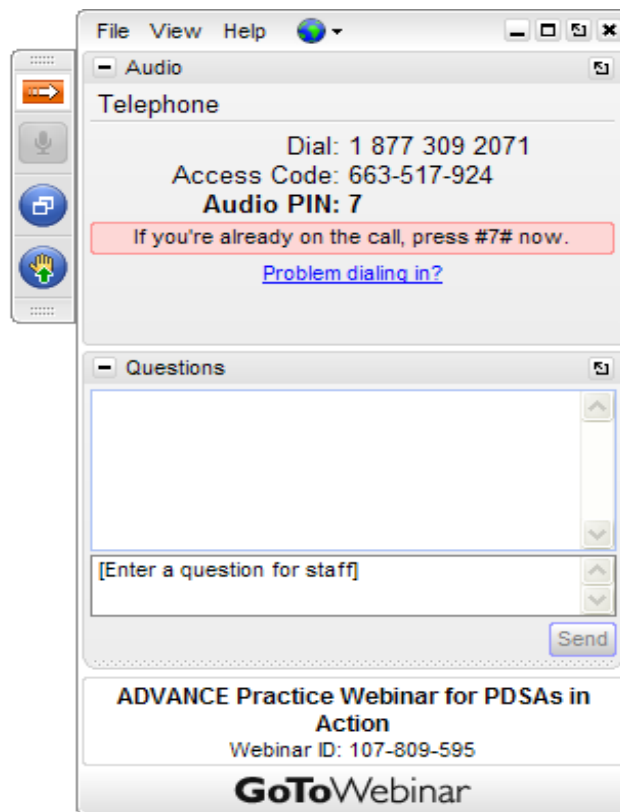 File View Help
Audio
Telephone
Dial: 1 877 309 2071
Access Code: 663-517-924
Audio PIN: 7
If you're already on the call, press #7# now.
Problem dialing in?
Questions
[Enter a question for staff]
Send
ADVANCE Practice Webinar for PDSAs in
Action
Webinar ID: 107-809-595
GoToWebinar